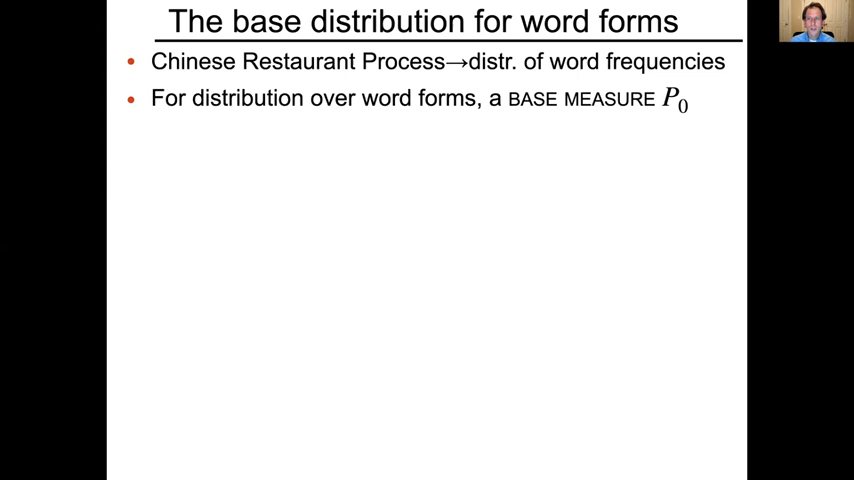 The base distribution for word forms
• Chinese Restaurant Process→distr. of word frequencies
• For distribution over word forms, a BASE MEASURE P₀